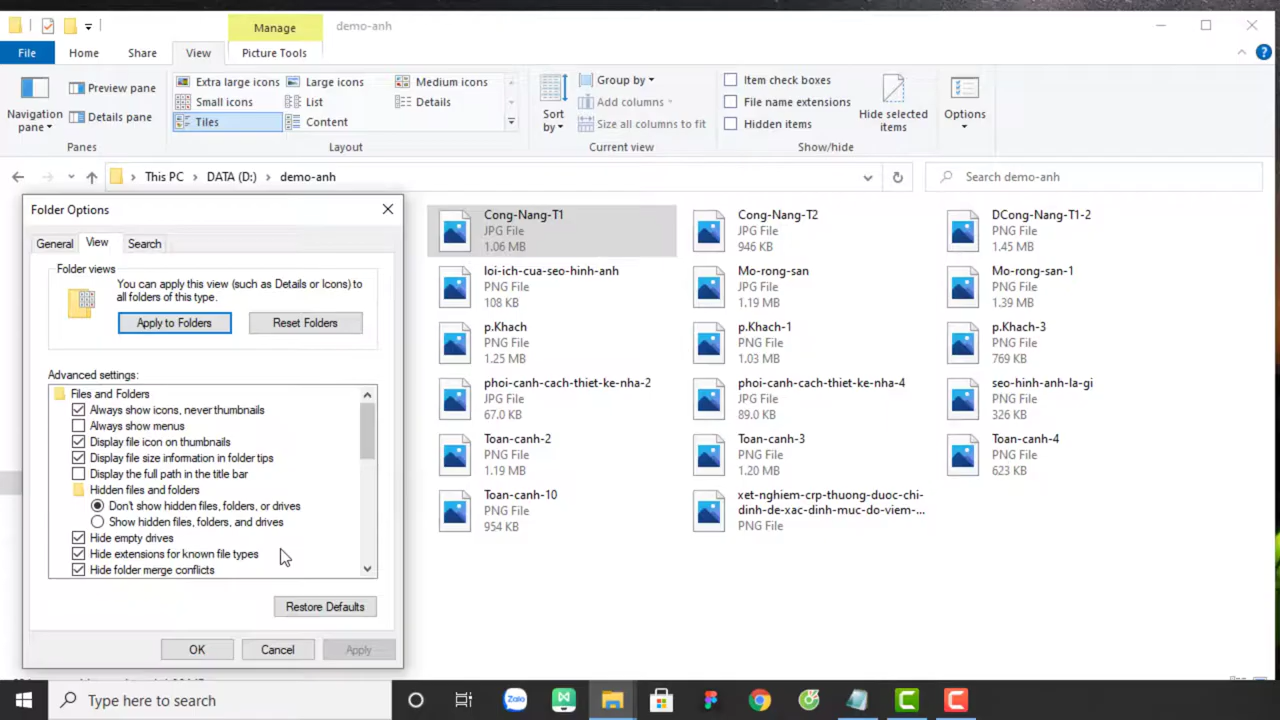 Manage
demo-anh
File
Home
Share
View
Picture Tools
Navigation pane
Preview pane
Details pane
Panes
Extra large icons
Large icons
Medium icons
Small icons
List
Details
Tiles
Content
Layout
Sort by
Group by
Add columns
Size all columns to fit
Current view
Item check boxes
File name extensions
Hidden items
Hide selected items
Show/hide
Options
This PC > DATA (D:) > demo-anh
Search demo-anh
Folder Options
General
View
Search
Folder views
You can apply this view (such as Details or Icons) to
all folders of this type.
Apply to Folders
Reset Folders
Advanced settings:
Files and Folders
Always show icons, never thumbnails
Always show menus
Display file icon on thumbnails
Display file size information in folder tips
Display the full path in the title bar
Hidden files and folders
Don't show hidden files, folders, or drives
Show hidden files, folders, and drives
Hide empty drives
Hide extensions for known file types
Hide folder merge conflicts
Restore Defaults
OK
Cancel
Apply
Cong-Nang-T1
JPG File
1.06 MB
Cong-Nang-T2
JPG File
946 KB
DCong-Nang-T1-2
PNG File
1.45 MB
loi-ich-cua-seo-hinh-anh
PNG File
108 KB
Mo-rong-san
JPG File
1.19 MB
Mo-rong-san-1
PNG File
1.39 MB
p.Khach
PNG File
1.25 MB
p.Khach-1
PNG File
1.03 MB
p.Khach-3
PNG File
769 KB
phoi-canh-cach-thiet-ke-nha-2
JPG File
67.0 KB
phoi-canh-cach-thiet-ke-nha-4
JPG File
89.0 KB
seo-hinh-anh-la-gi
PNG File
326 KB
Toan-canh-2
PNG File
1.19 MB
Toan-canh-3
PNG File
1.20 MB
Toan-canh-4
PNG File
623 KB
Toan-canh-10
PNG File
954 KB
xet-nghiem-crp-thuong-duoc-chi-
dinh-de-xac-dinh-muc-do-viem-...
PNG File
Type here to search
Zalo